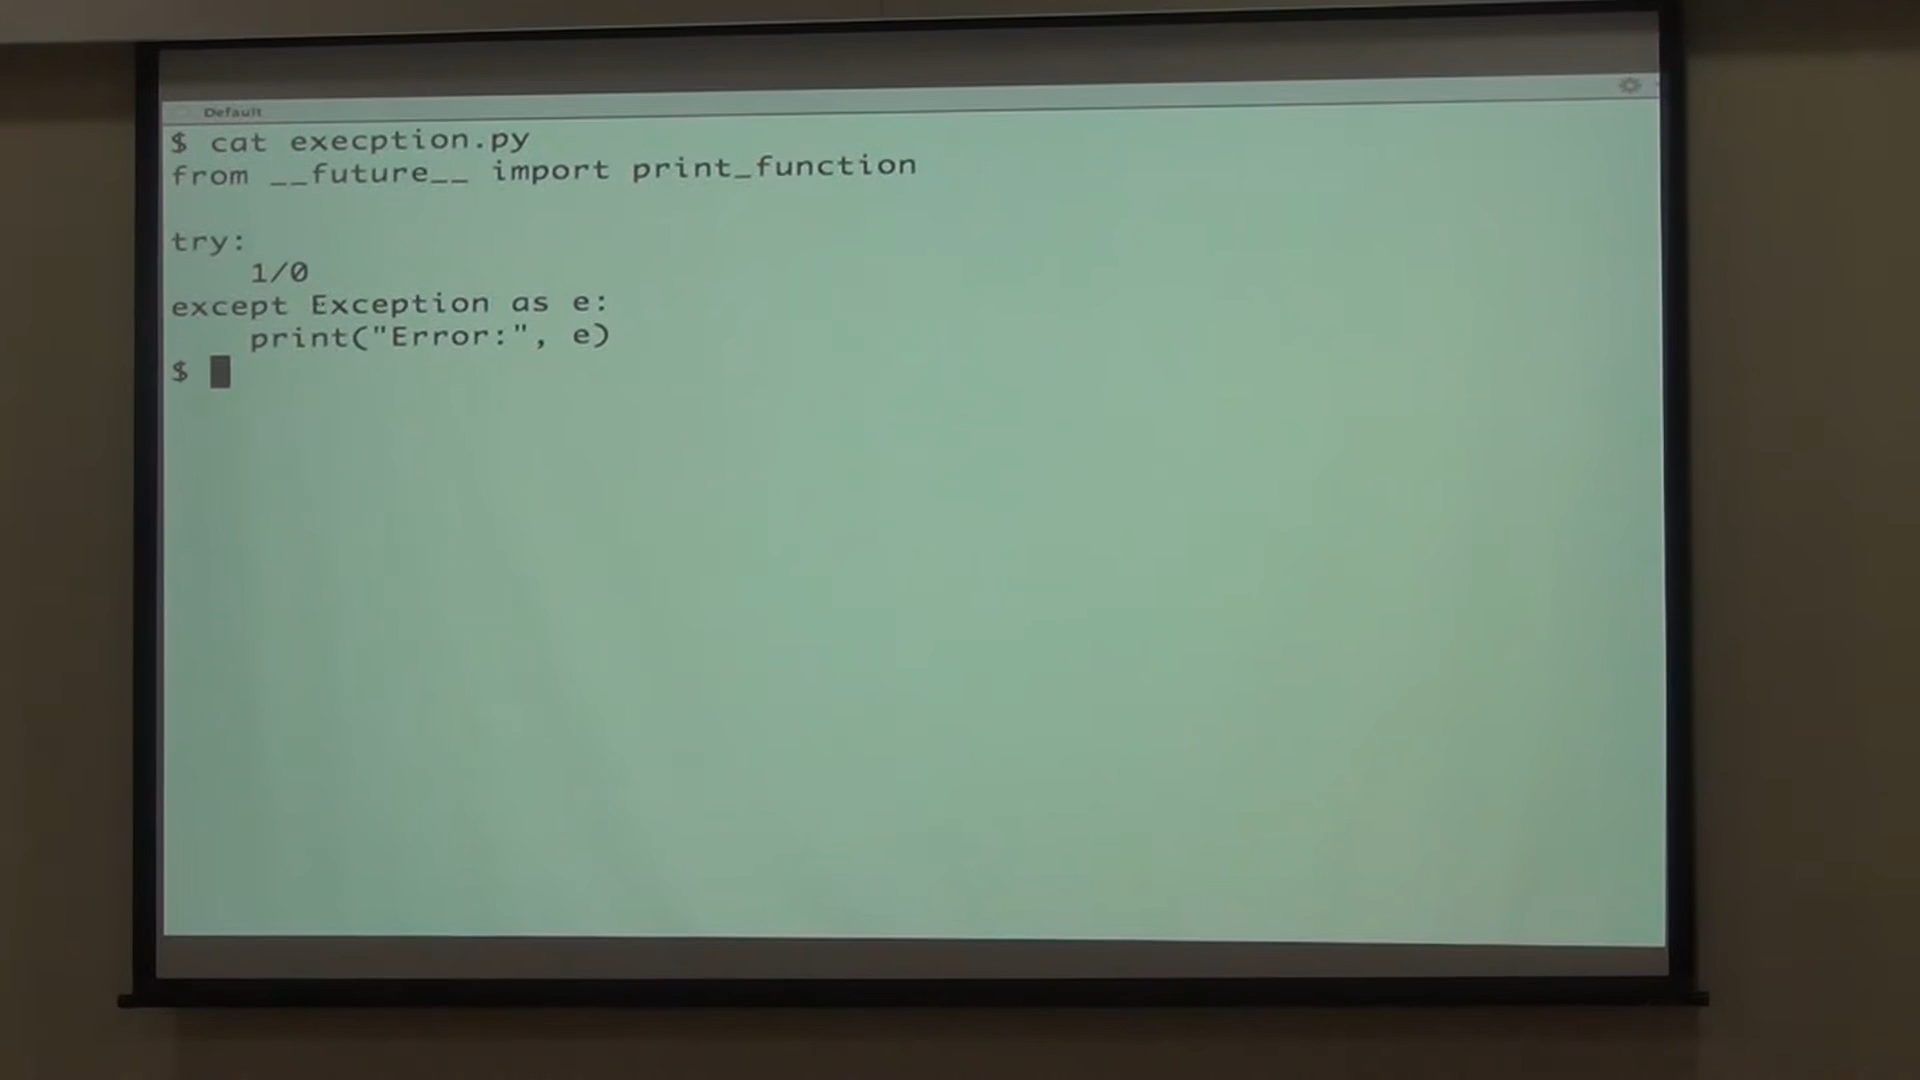 Default
$ cat execption.py
from __future__ import print_function
try:
    1/0
except Exception as e:
    print("Error:", e)
$